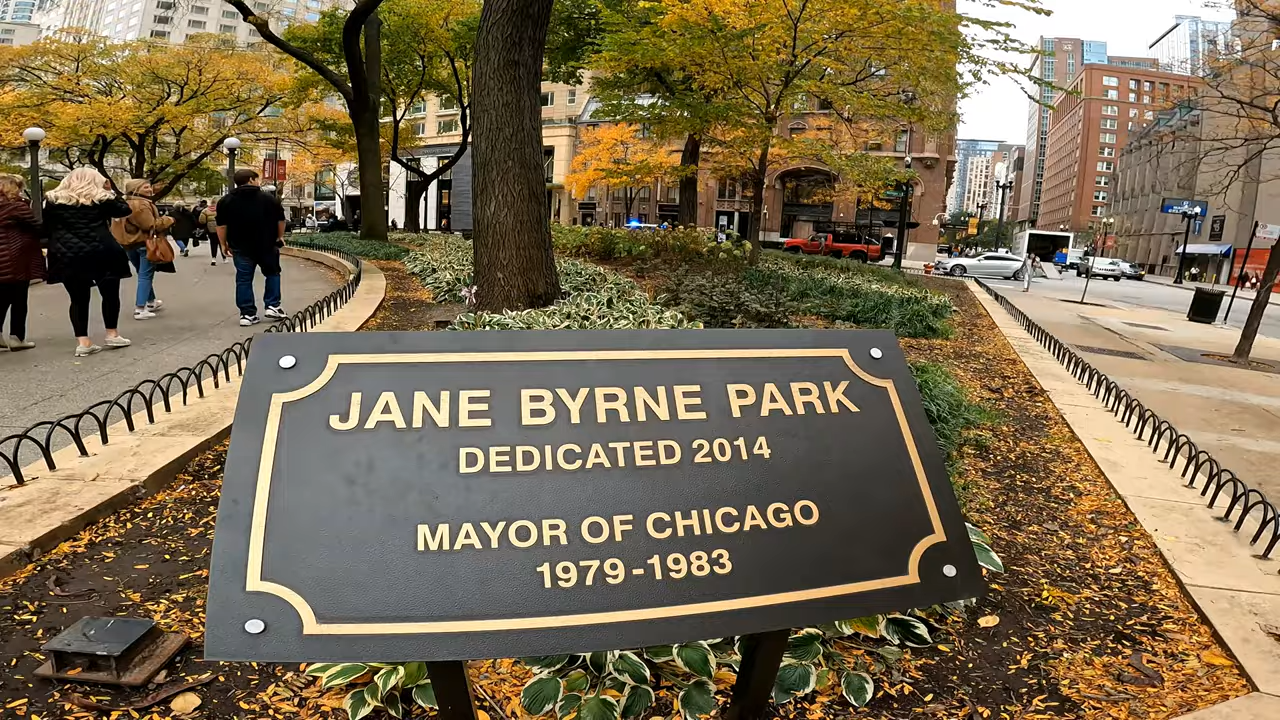 JANE BYRNE PARK
DEDICATED 2014
MAYOR OF CHICAGO
1979-1983